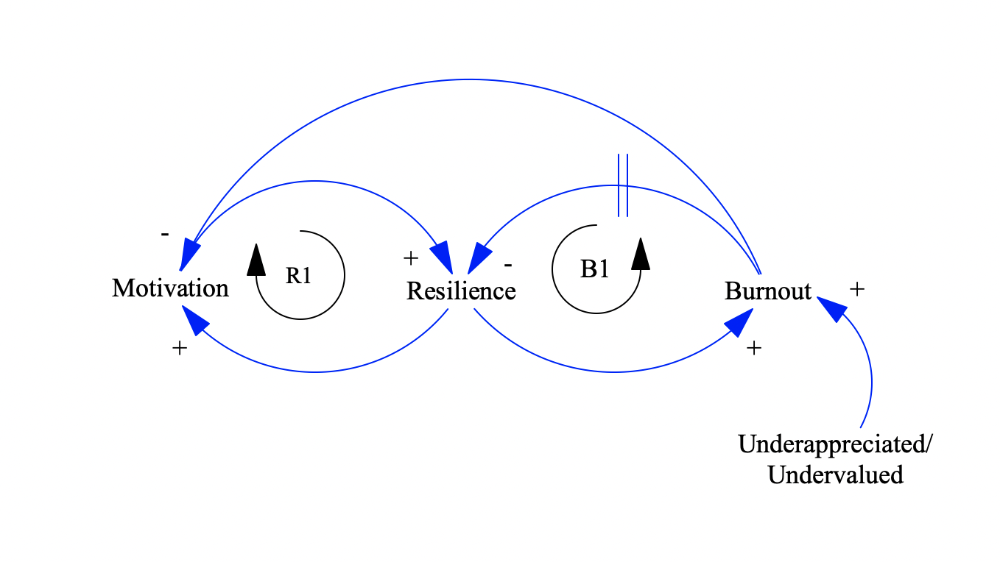 -
R1
+
-
B1
Motivation
Resilience
Burnout
+
+
+
Underappreciated/
Undervalued